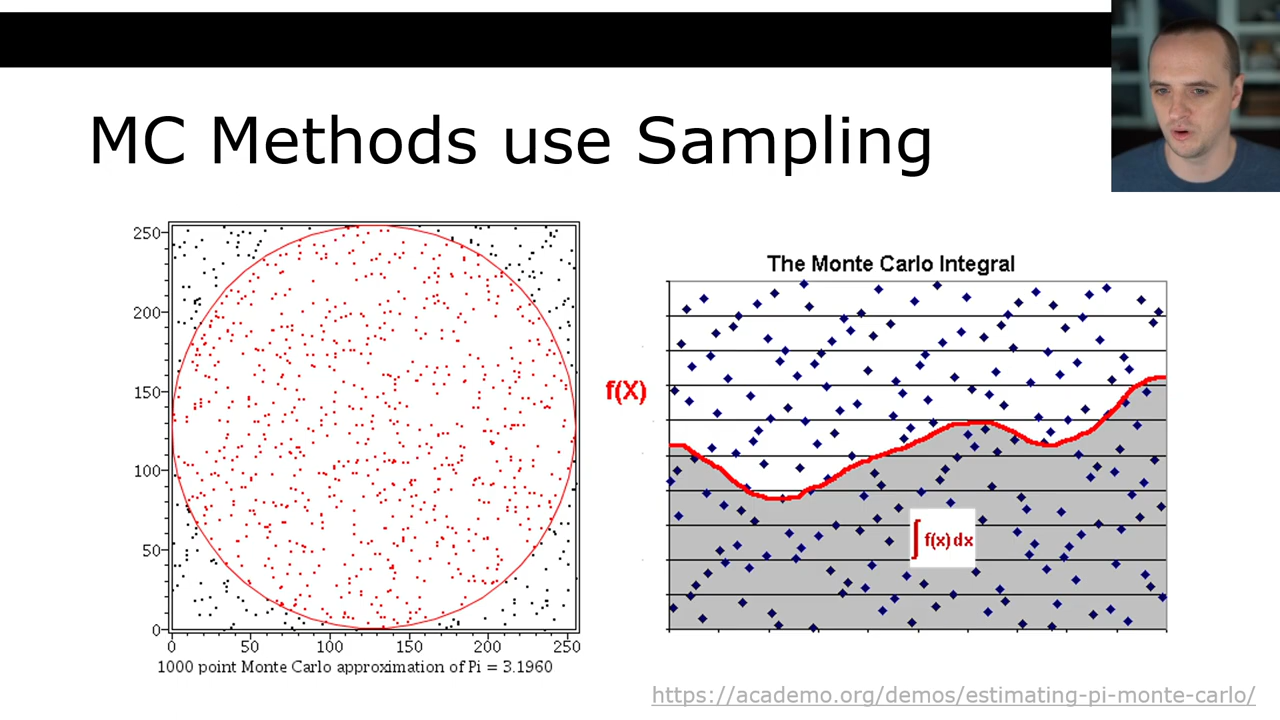 MC Methods use Sampling
250
200
150
100
50
0
0 50 100 150 200 250
1000 point Monte Carlo approximation of Pi = 3.1960
The Monte Carlo Integral
f(X)
∫ f(x) dx
https://academo.org/demos/estimating-pi-monte-carlo/